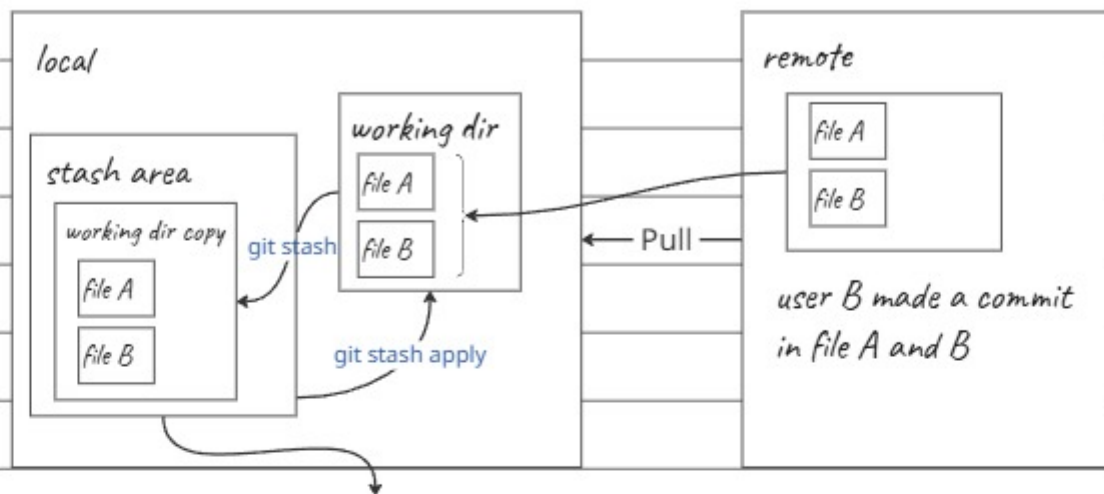 local
working dir
file A
file B
stash area
working dir copy
file A
file B
git stash
git stash apply
Pull
remote
file A
file B
user B made a commit
in file A and B